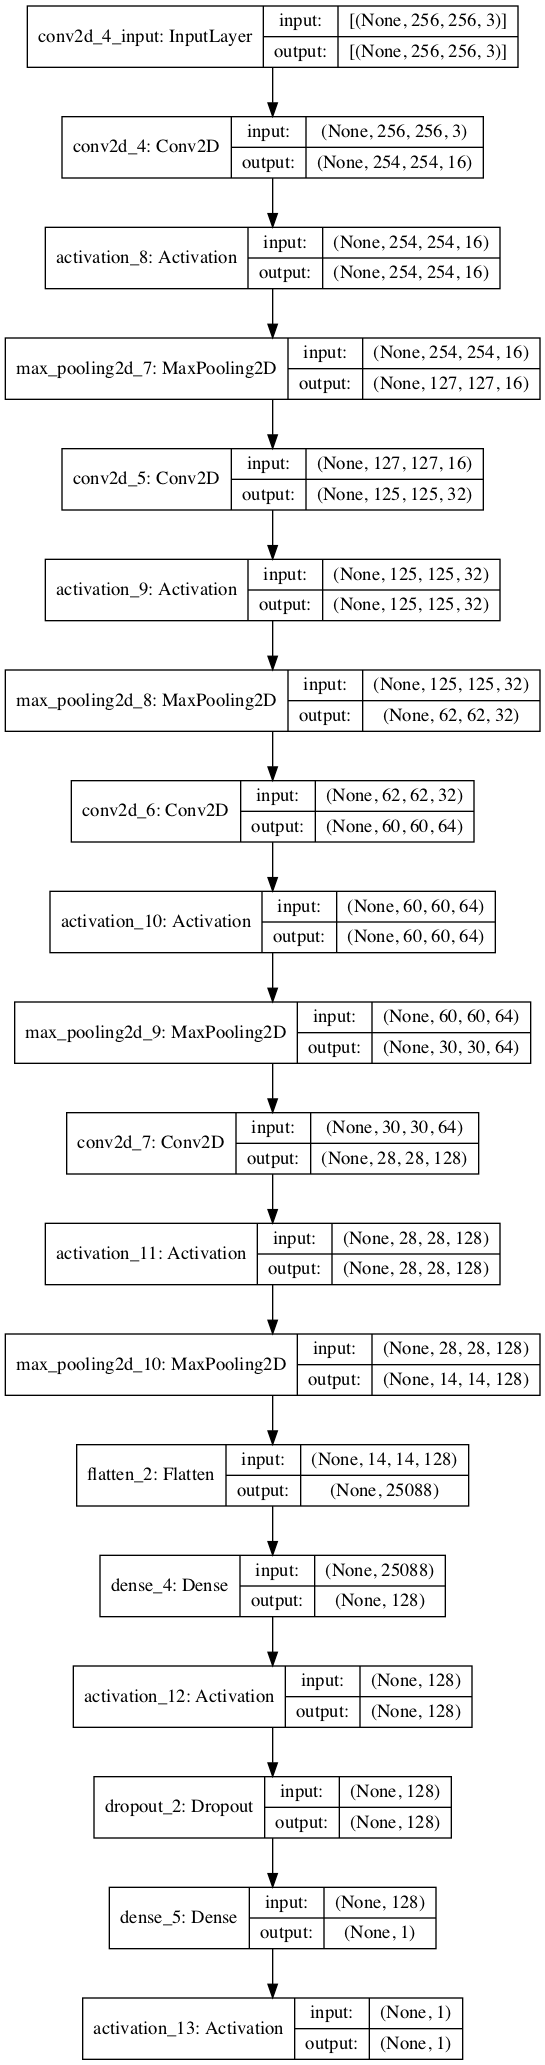 conv2d_4_input: InputLayer
input: [(None, 256, 256, 3)]
output: [(None, 256, 256, 3)]
conv2d_4: Conv2D
input: (None, 256, 256, 3)
output: (None, 254, 254, 16)
activation_8: Activation
input: (None, 254, 254, 16)
output: (None, 254, 254, 16)
max_pooling2d_7: MaxPooling2D
input: (None, 254, 254, 16)
output: (None, 127, 127, 16)
conv2d_5: Conv2D
input: (None, 127, 127, 16)
output: (None, 125, 125, 32)
activation_9: Activation
input: (None, 125, 125, 32)
output: (None, 125, 125, 32)
max_pooling2d_8: MaxPooling2D
input: (None, 125, 125, 32)
output: (None, 62, 62, 32)
conv2d_6: Conv2D
input: (None, 62, 62, 32)
output: (None, 60, 60, 64)
activation_10: Activation
input: (None, 60, 60, 64)
output: (None, 60, 60, 64)
max_pooling2d_9: MaxPooling2D
input: (None, 60, 60, 64)
output: (None, 30, 30, 64)
conv2d_7: Conv2D
input: (None, 30, 30, 64)
output: (None, 28, 28, 128)
activation_11: Activation
input: (None, 28, 28, 128)
output: (None, 28, 28, 128)
max_pooling2d_10: MaxPooling2D
input: (None, 28, 28, 128)
output: (None, 14, 14, 128)
flatten_2: Flatten
input: (None, 14, 14, 128)
output: (None, 25088)
dense_4: Dense
input: (None, 25088)
output: (None, 128)
activation_12: Activation
input: (None, 128)
output: (None, 128)
dropout_2: Dropout
input: (None, 128)
output: (None, 128)
dense_5: Dense
input: (None, 128)
output: (None, 1)
activation_13: Activation
input: (None, 1)
output: (None, 1)